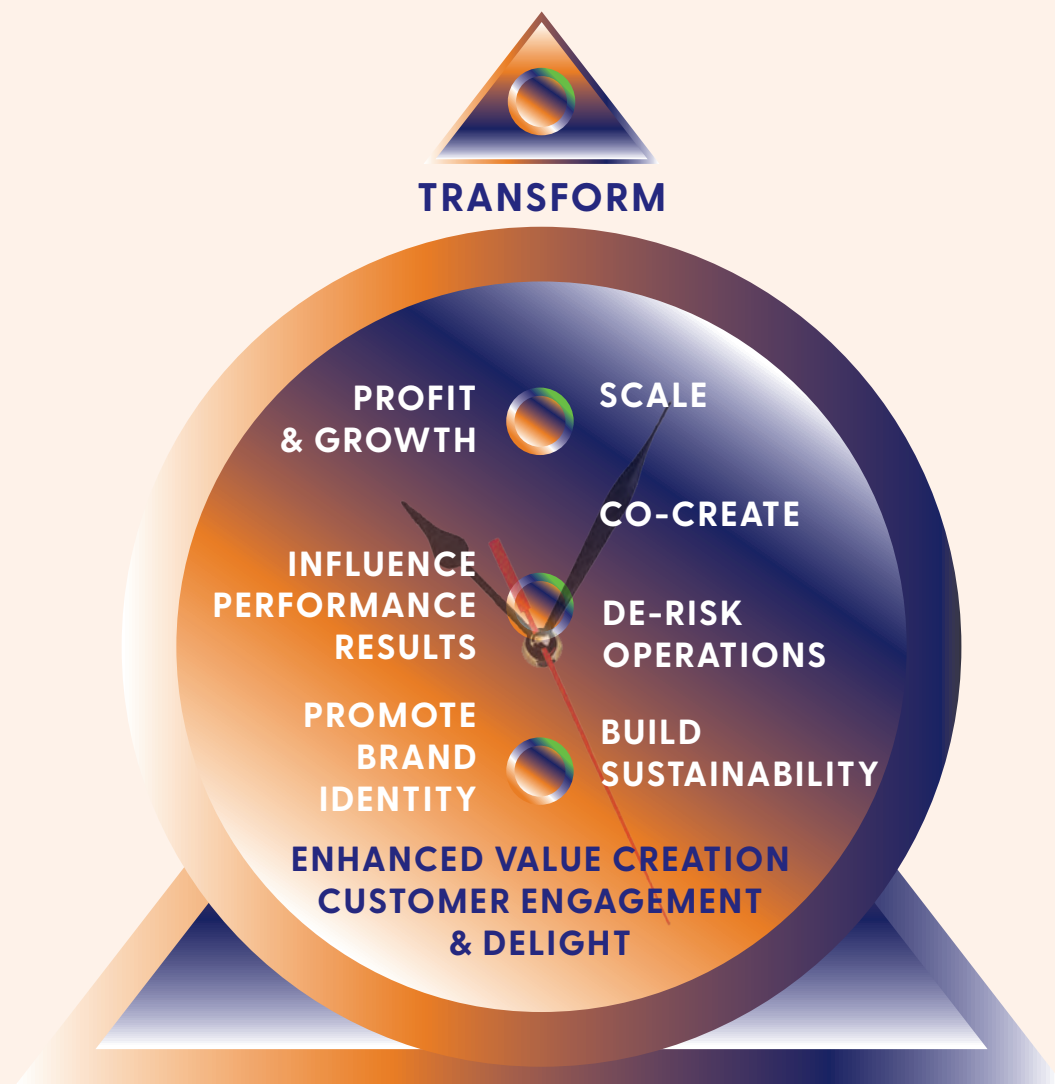 TRANSFORM
PROFIT
& GROWTH
SCALE
CO-CREATE
INFLUENCE
PERFORMANCE
RESULTS
DE-RISK
OPERATIONS
PROMOTE
BRAND
IDENTITY
BUILD
SUSTAINABILITY
ENHANCED VALUE CREATION
CUSTOMER ENGAGEMENT
& DELIGHT